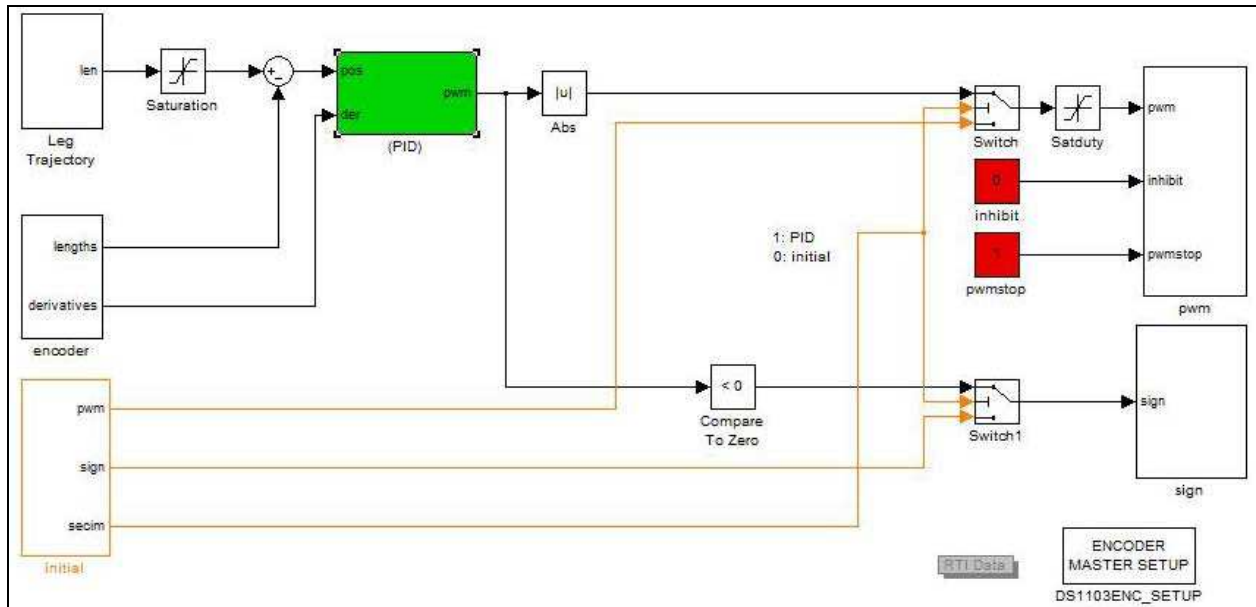 len
Leg
Trajectory
Saturation
+
-
pos
der
pwm
(PID)
|u|
Abs
Switch
Satduty
pwm
inhibit
pwmstop
pwm
0
inhibit
pwmstop
lengths
derivatives
encoder
1: PID
0: initial
pwm
sign
secim
initial
< 0
Compare
To Zero
Switch1
sign
sign
RTI Data
ENCODER
MASTER SETUP
DS1103ENC_SETUP